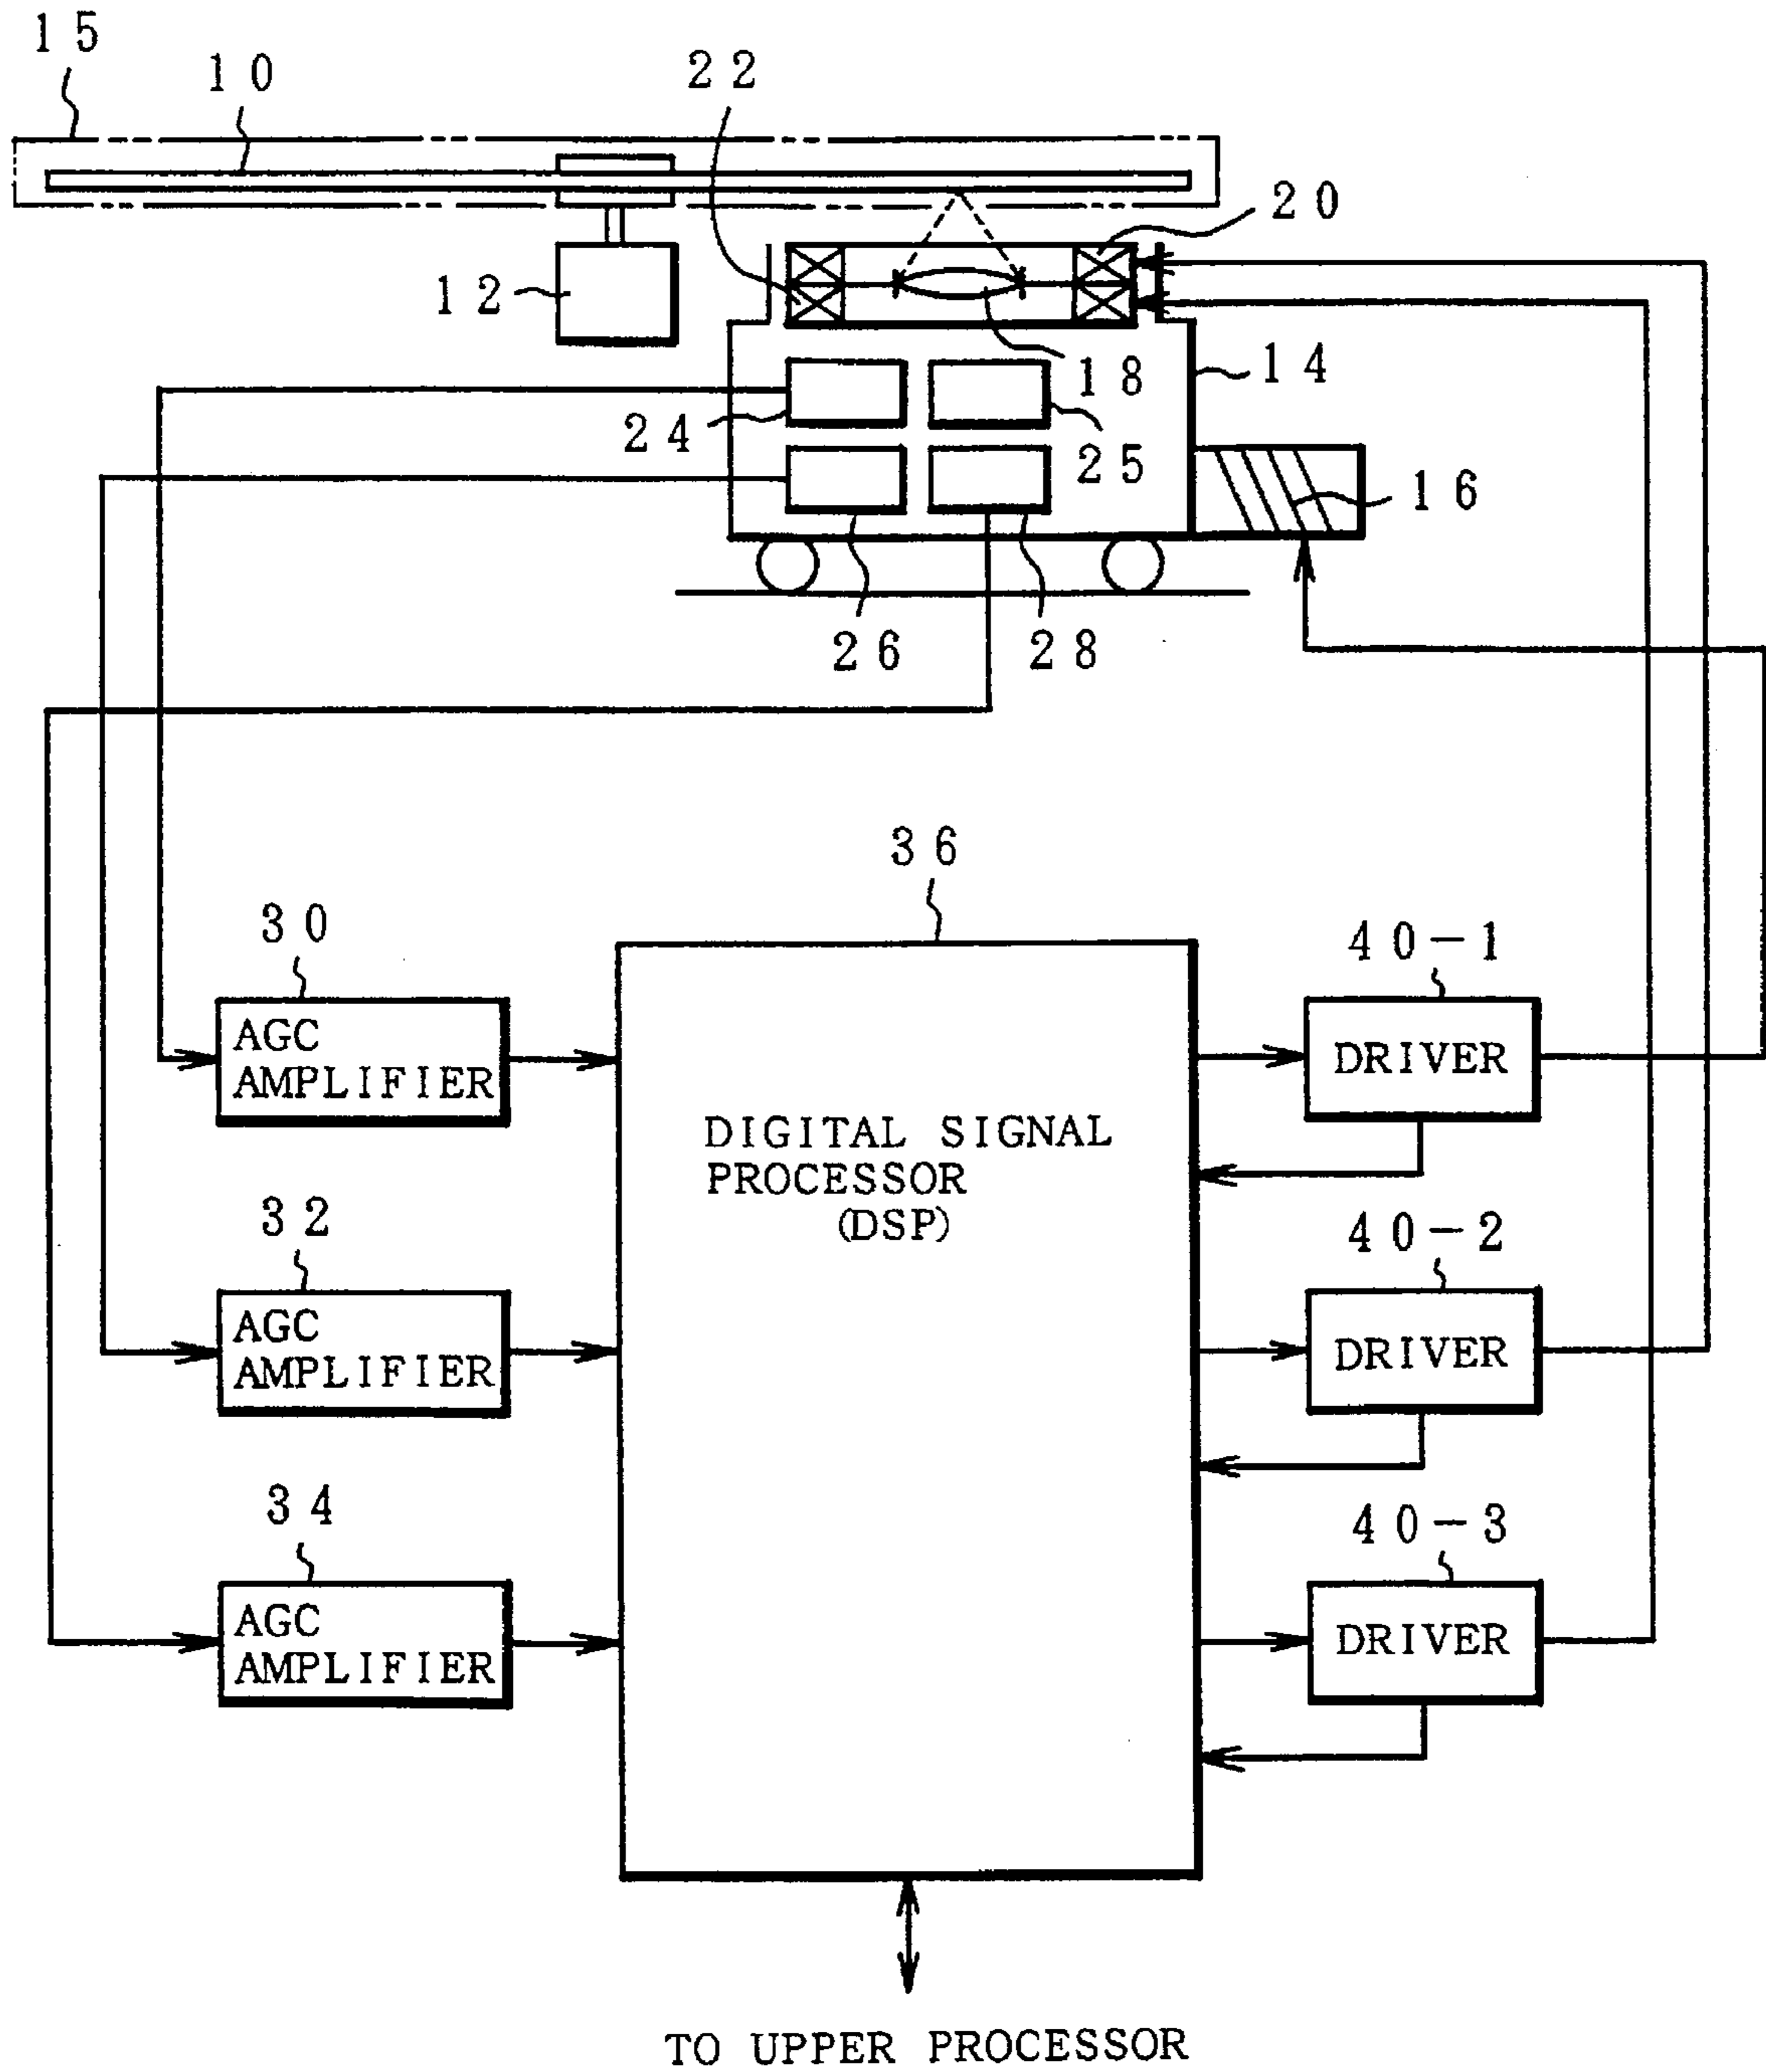 15
10
22
20
12
18
14
24
25
16
26
28
36
30
40-1
AGC
AMPLIFIER
DRIVER
DIGITAL SIGNAL
PROCESSOR
(DSP)
32
40-2
AGC
AMPLIFIER
DRIVER
34
40-3
AGC
AMPLIFIER
DRIVER
TO UPPER PROCESSOR